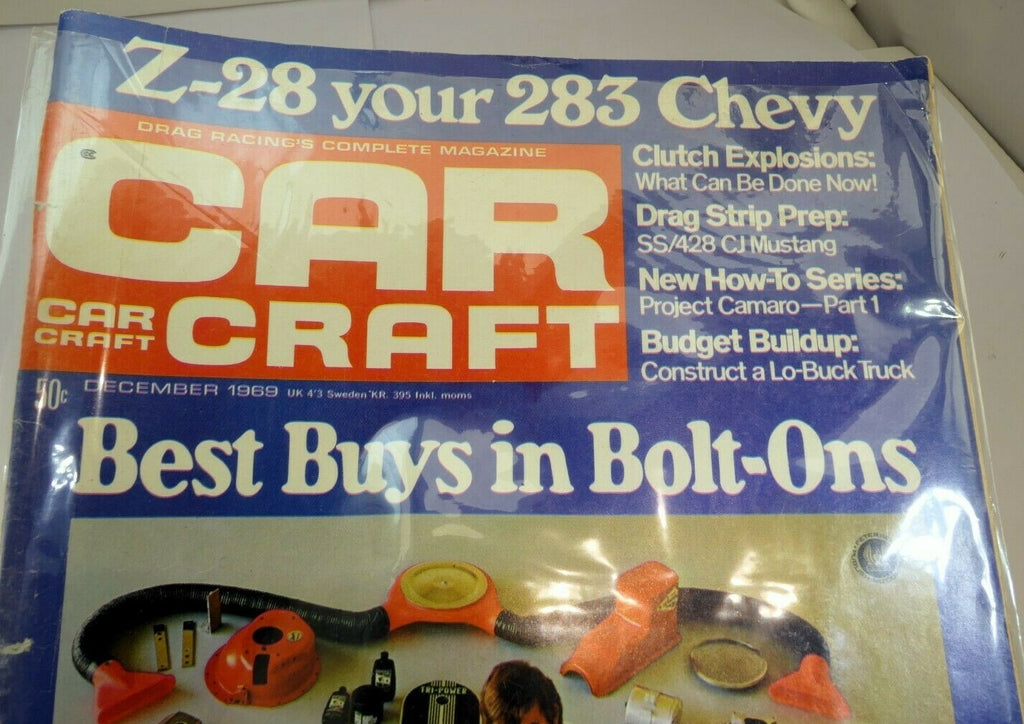 Z-28 your 283 Chevy
DRAG RACING'S COMPLETE MAGAZINE
CAR
CAR
CRAFT
CRAFT
Clutch Explosions:
What Can Be Done Now!
Drag Strip Prep:
SS/428 CJ Mustang
New How-To Series:
Project Camaro—Part 1
Budget Buildup:
Construct a Lo-Buck Truck
50c DECEMBER 1969 UK 4'3 Sweden KR. 395 Inkl. moms
Best Buys in Bolt-Ons
TRI-POWER